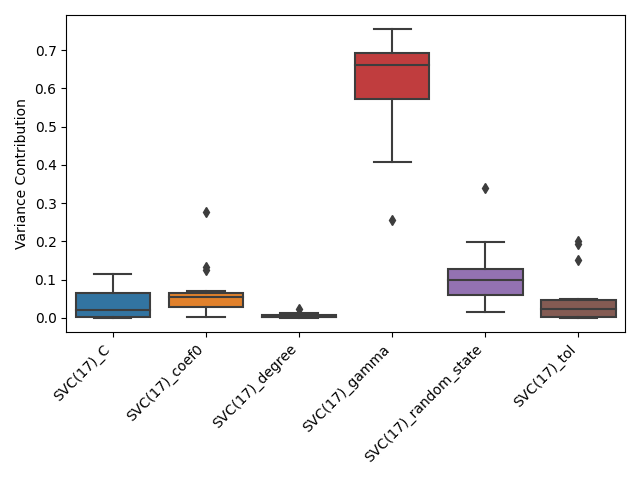 Variance Contribution
0.7
0.6
0.5
0.4
0.3
0.2
0.1
0.0
SVC(17)_C
SVC(17)_coef0
SVC(17)_degree
SVC(17)_gamma
SVC(17)_random_state
SVC(17)_tol